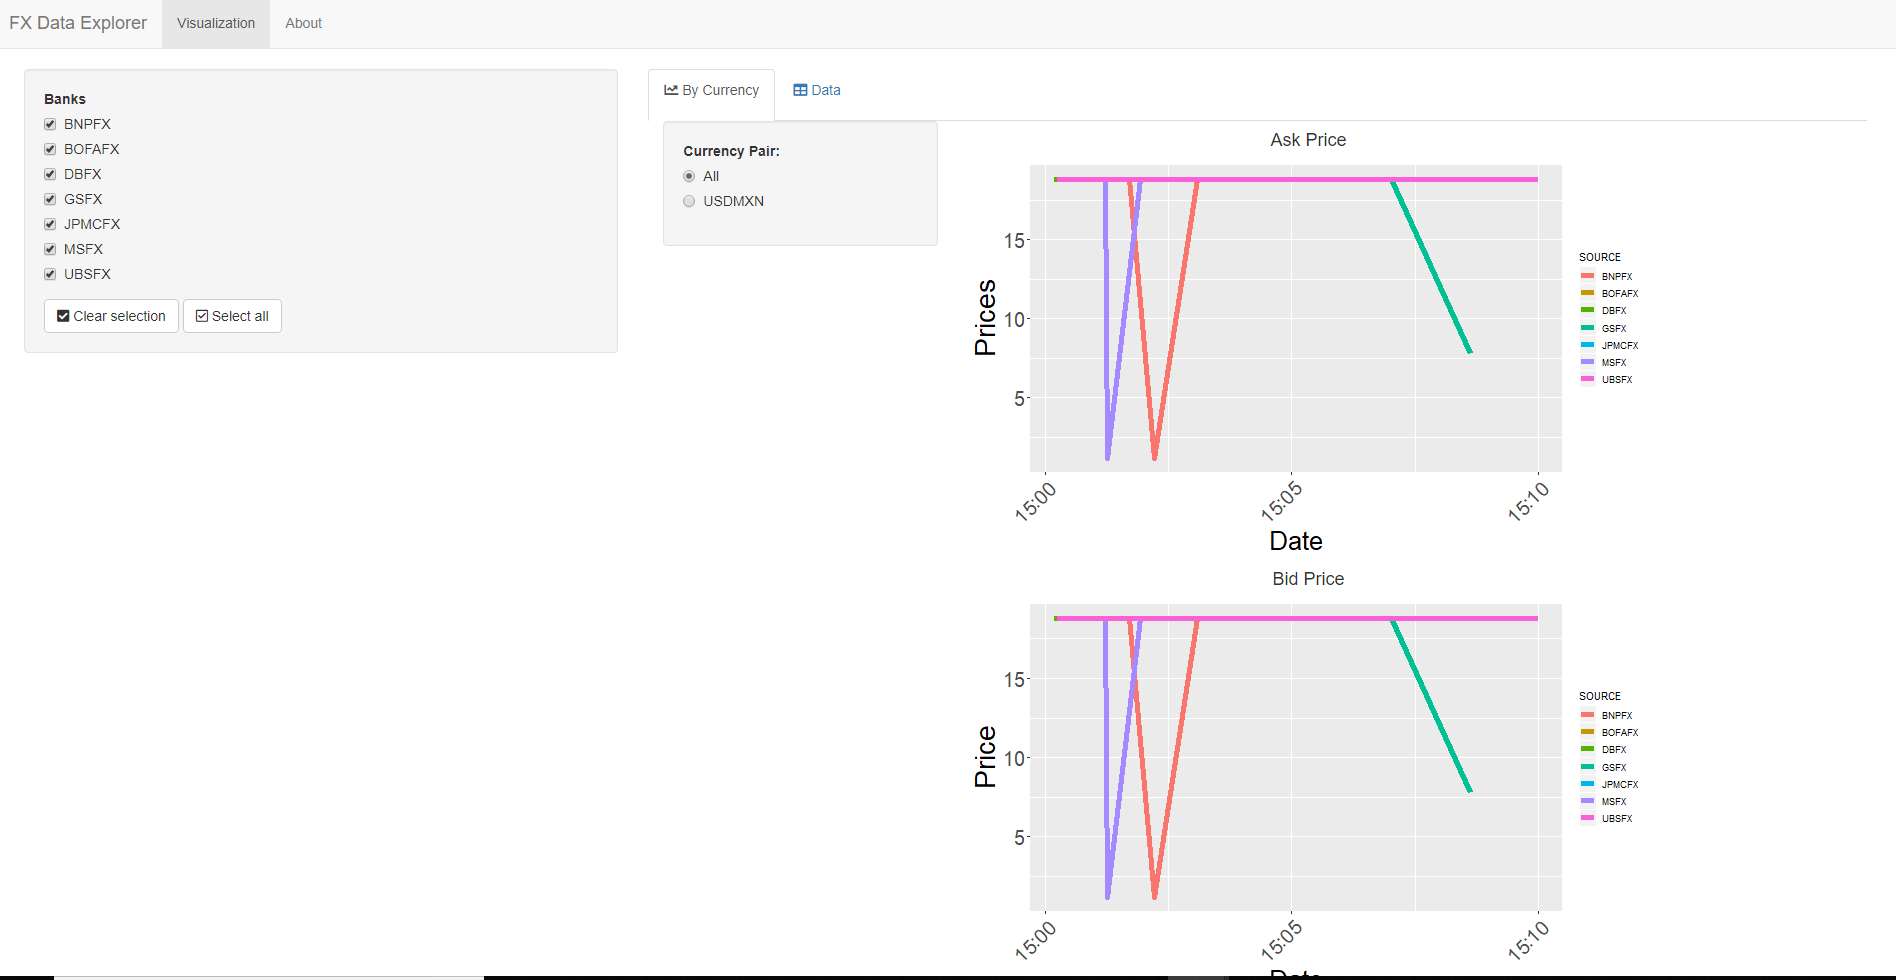 FX Data Explorer Visualization About
Banks
BNPFX
BOFAFX
DBFX
GSFX
JPMCFX
MSFX
UBSFX
Clear selection Select all
By Currency Data
Currency Pair:
All
USDMXN
Ask Price
Prices
15
10
5
15:00 15:05 15:10
Date
SOURCE
BNPFX
BOFAFX
DBFX
GSFX
JPMCFX
MSFX
UBSFX
Bid Price
Price
15
10
5
15:00 15:05 15:10
SOURCE
BNPFX
BOFAFX
DBFX
GSFX
JPMCFX
MSFX
UBSFX